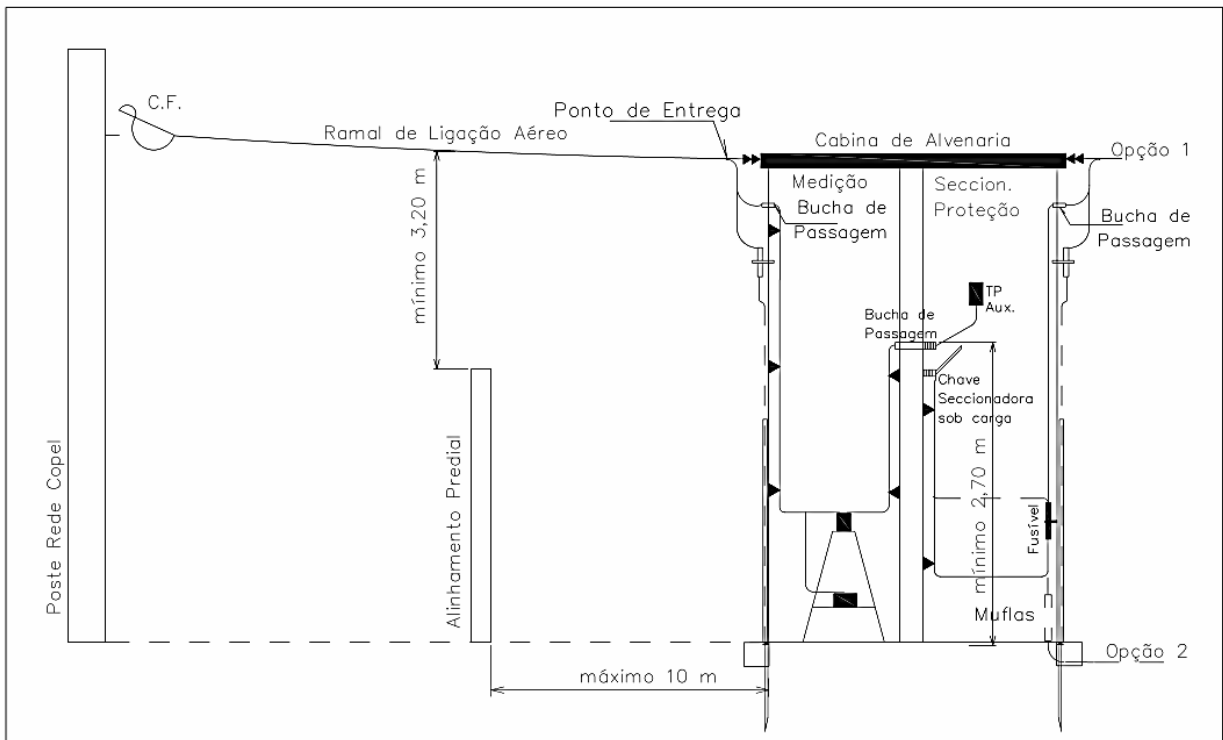 C.F.
Ramal de Ligação Aéreo
Ponto de Entrega
Cabina de Alvenaria
Opção 1
Medição
Seccion.
Proteção
Bucha de
Passagem
Bucha de
Passagem
mínimo 3,20 m
TP
Aux.
Bucha de
Passagem
Chave
Seccionadora
sob carga
mínimo 2,70 m
Fusível
Poste Rede Copel
Alinhamento Predial
Muflas
Opção 2
máximo 10 m